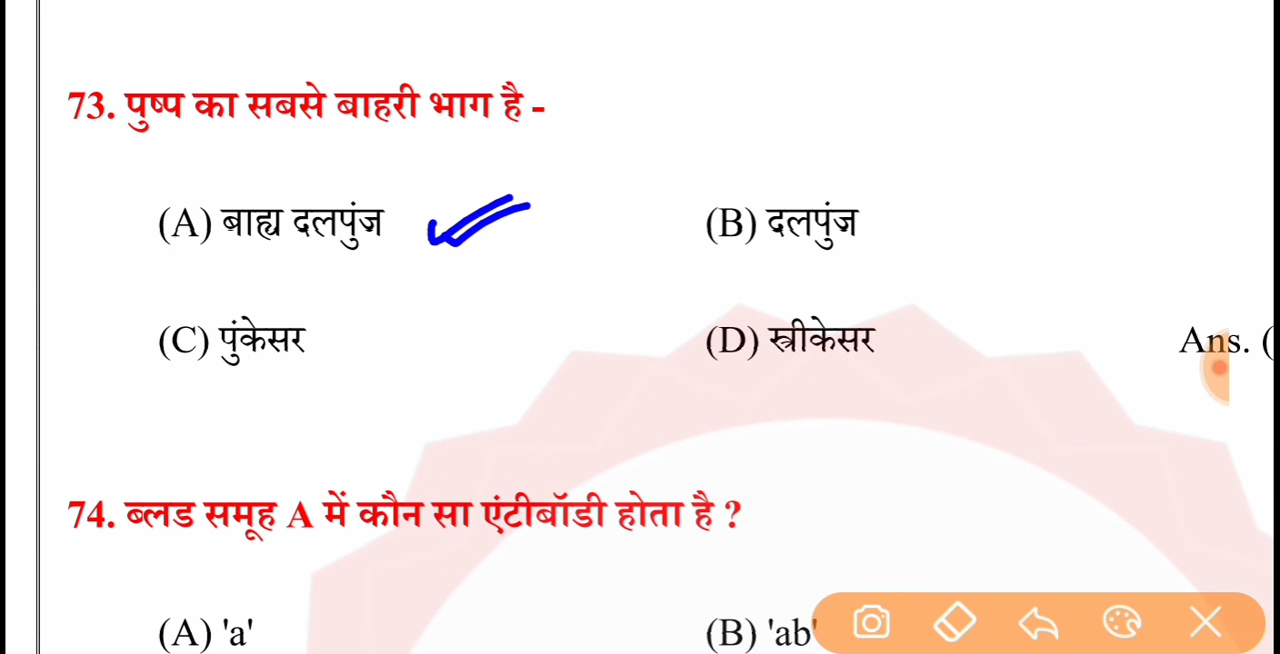 73. पुष्प का सबसे बाहरी भाग है -
(A) बाह्य दलपुंज (B) दलपुंज
(C) पुंकेसर (D) स्त्रीकेसर Ans. (
74. ब्लड समूह A में कौन सा एंटीबॉडी होता है ?
(A) 'a' (B) 'ab'